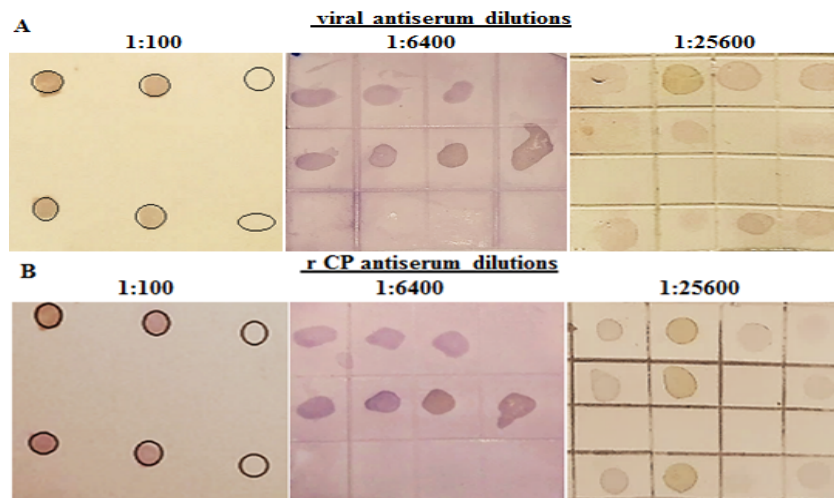 A
viral antiserum dilutions
1:100 1:6400 1:25600
B
r CP antiserum dilutions
1:100 1:6400 1:25600